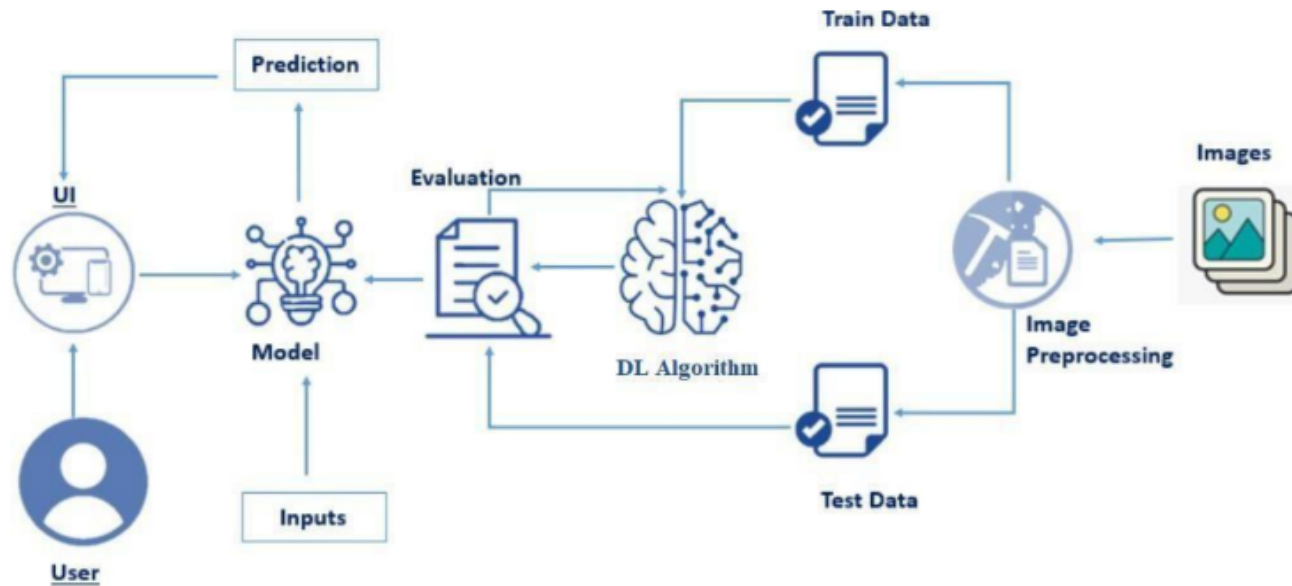 Train Data
Prediction
Images
Evaluation
UI
Model
DL Algorithm
Image
Preprocessing
Inputs
Test Data
User